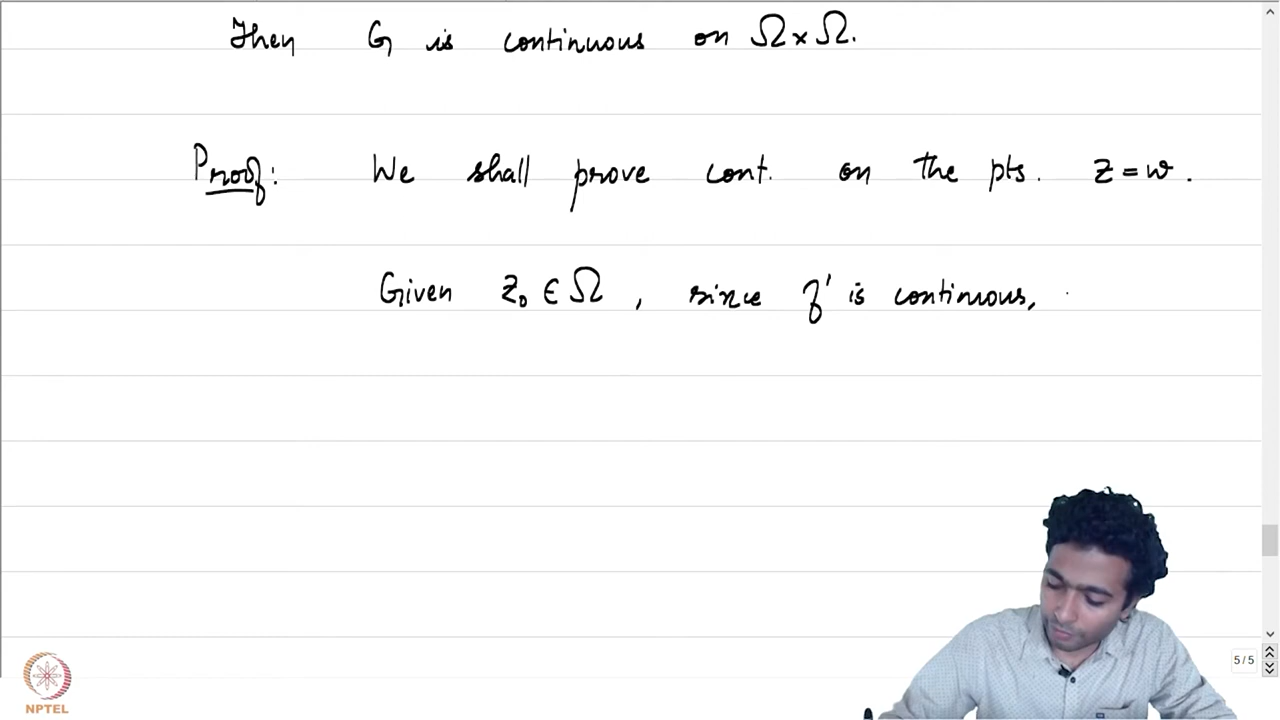 Then G is continuous on Ω×Ω.
Proof: We shall prove cont. on the pts. z = w.
Given z₀ ∈ Ω, since f' is continuous,
5 / 5
NPTEL